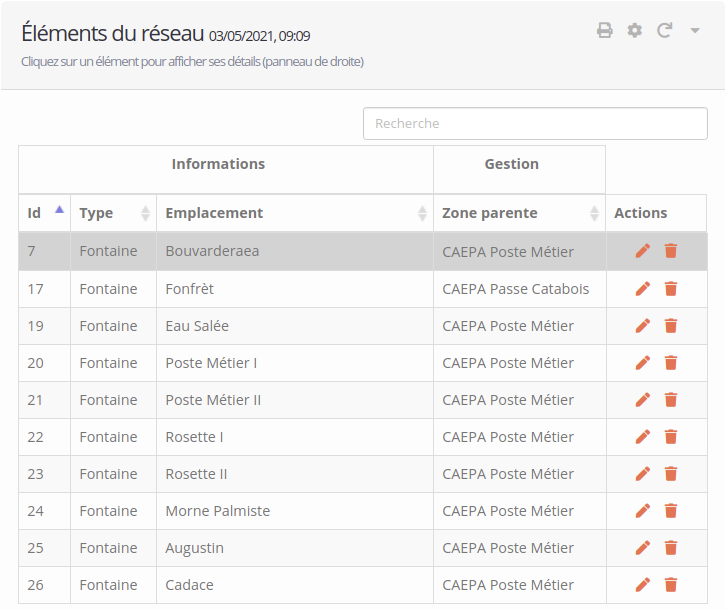 Éléments du réseau 03/05/2021, 09:09
Cliquez sur un élément pour afficher ses détails (panneau de droite)
Recherche
Informations Gestion
Id Type Emplacement Zone parente Actions
7 Fontaine Bouvarderaea CAEPA Poste Métier
17 Fontaine Fonfrèt CAEPA Passe Catabois
19 Fontaine Eau Salée CAEPA Poste Métier
20 Fontaine Poste Métier I CAEPA Poste Métier
21 Fontaine Poste Métier II CAEPA Poste Métier
22 Fontaine Rosette I CAEPA Poste Métier
23 Fontaine Rosette II CAEPA Poste Métier
24 Fontaine Morne Palmiste CAEPA Poste Métier
25 Fontaine Augustin CAEPA Poste Métier
26 Fontaine Cadace CAEPA Poste Métier